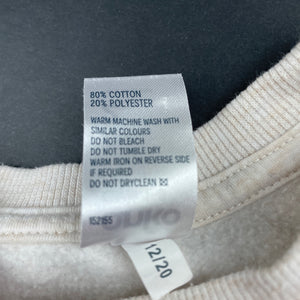 80% COTTON
20% POLYESTER
WARM MACHINE WASH WITH
SIMILAR COLOURS
DO NOT BLEACH
DO NOT TUMBLE DRY
WARM IRON ON REVERSE SIDE
IF REQUIRED
DO NOT DRYCLEAN
152155
12/20